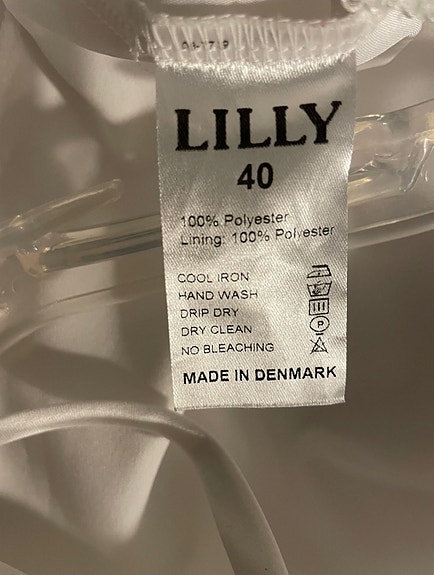 LILLY
40
100% Polyester
Lining: 100% Polyester
COOL IRON
HAND WASH
DRIP DRY
DRY CLEAN
P
NO BLEACHING
MADE IN DENMARK